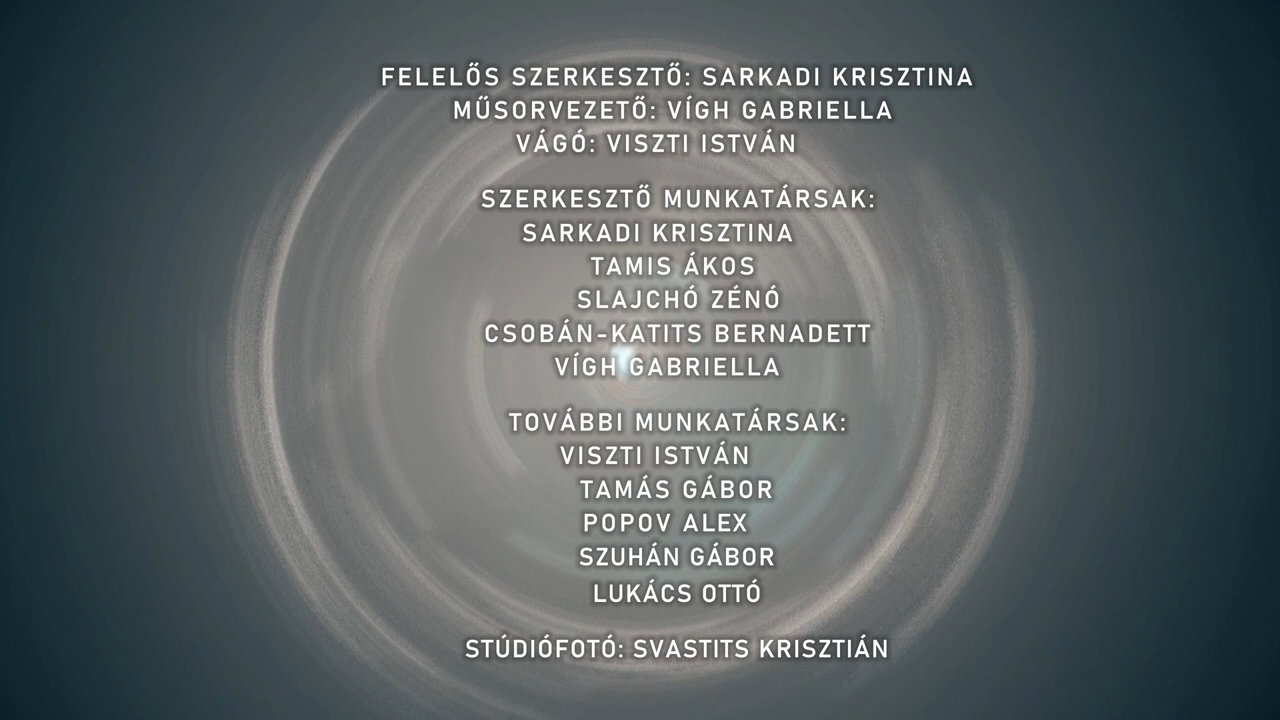 FELELŐS SZERKESZTŐ: SARKADI KRISZTINA
MŰSORVEZETŐ: VÍGH GABRIELLA
VÁGÓ: VISZTI ISTVÁN
SZERKESZTŐ MUNKATÁRSAK:
SARKADI KRISZTINA
TAMIS ÁKOS
SLAJCHÓ ZÉNÓ
CSOBÁN-KATITS BERNADETT
VÍGH GABRIELLA
TOVÁBBI MUNKATÁRSAK:
VISZTI ISTVÁN
TAMÁS GÁBOR
POPOV ALEX
SZUHÁN GÁBOR
LUKÁCS OTTÓ
STÚDIÓFOTÓ: SVASTITS KRISZTIÁN